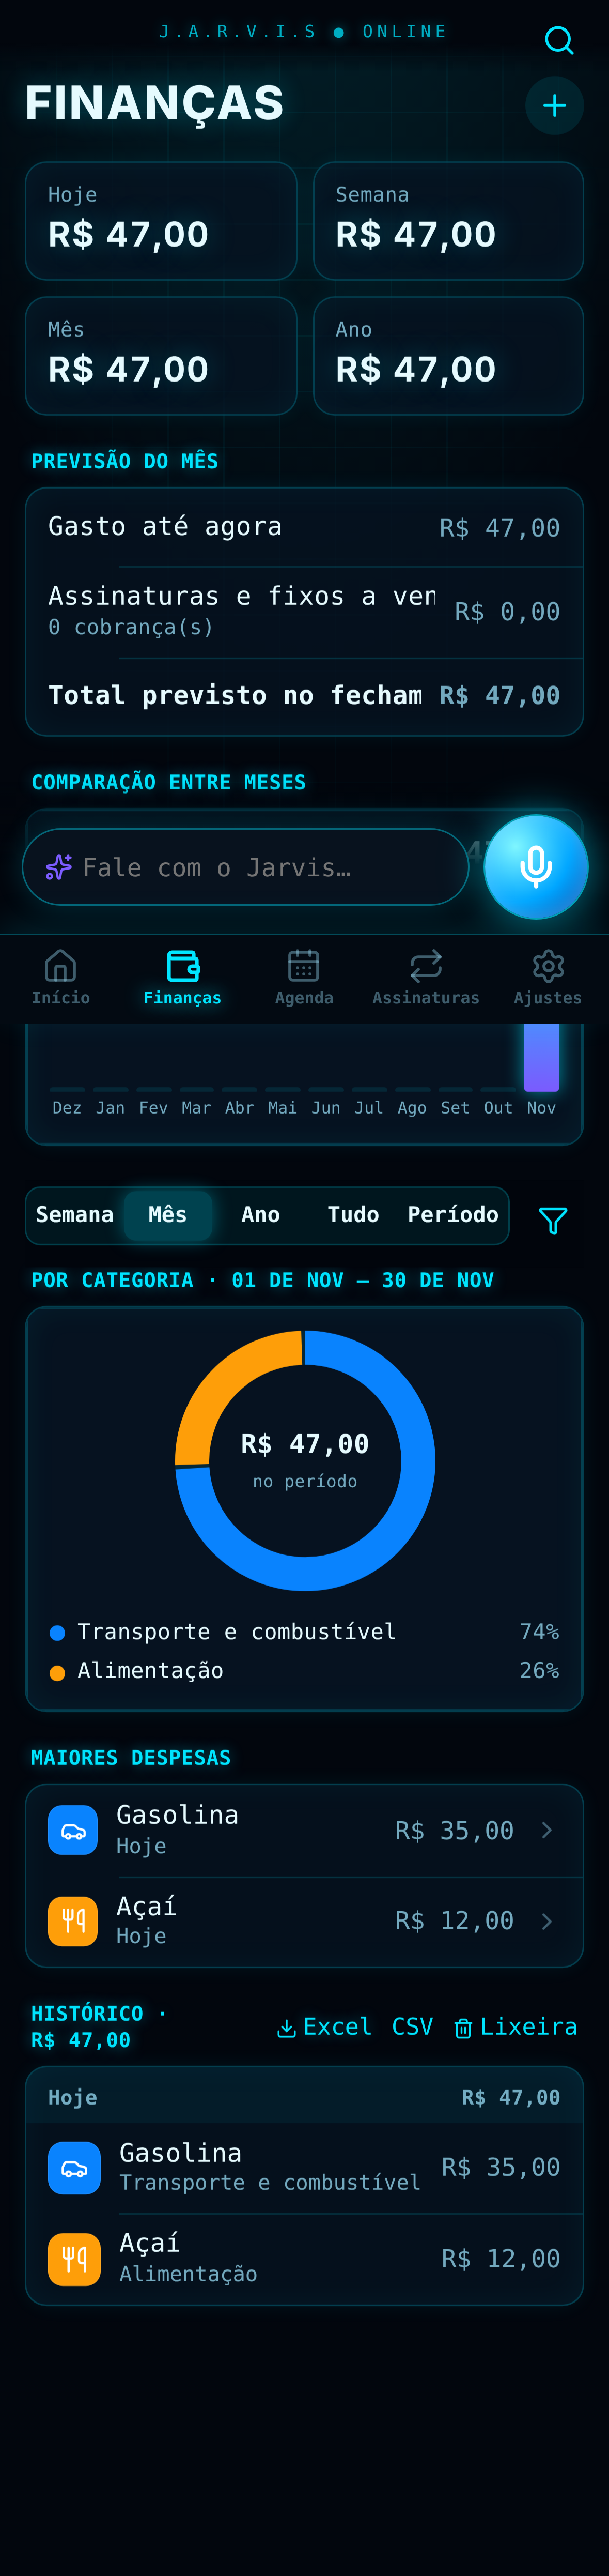 J.A.R.V.I.S ● ONLINE
FINANÇAS
Hoje
R$ 47,00
Semana
R$ 47,00
Mês
R$ 47,00
Ano
R$ 47,00
PREVISÃO DO MÊS
Gasto até agora
R$ 47,00
Assinaturas e fixos a ven
0 cobrança(s)
R$ 0,00
Total previsto no fecham
R$ 47,00
COMPARAÇÃO ENTRE MESES
Fale com o Jarvis…
Início
Finanças
Agenda
Assinaturas
Ajustes
Dez Jan Fev Mar Abr Mai Jun Jul Ago Set Out Nov
Semana Mês Ano Tudo Período
POR CATEGORIA · 01 DE NOV – 30 DE NOV
R$ 47,00
no período
Transporte e combustível 74%
Alimentação 26%
MAIORES DESPESAS
Gasolina
Hoje
R$ 35,00
Açaí
Hoje
R$ 12,00
HISTÓRICO ·
R$ 47,00
Excel CSV Lixeira
Hoje R$ 47,00
Gasolina
Transporte e combustível
R$ 35,00
Açaí
Alimentação
R$ 12,00